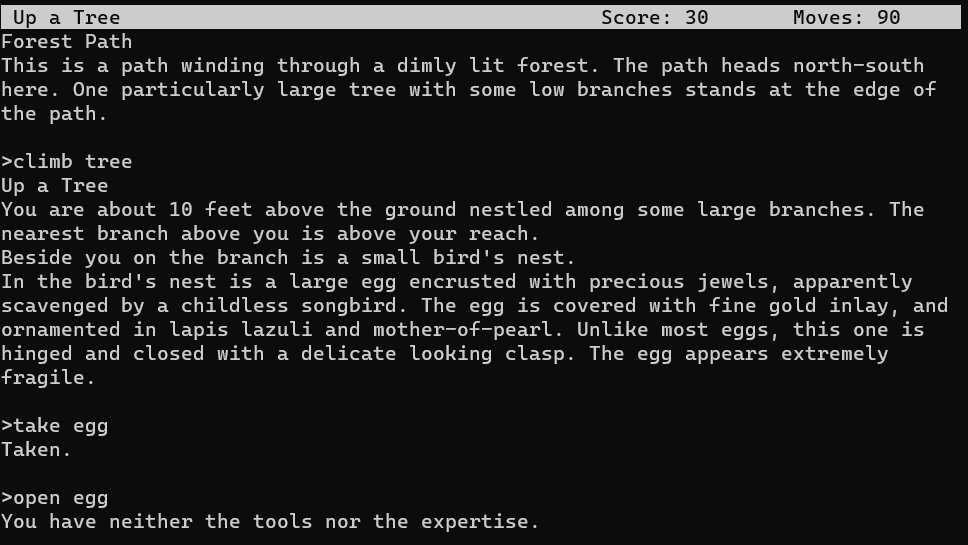 Up a Tree Score: 30 Moves: 90
Forest Path
This is a path winding through a dimly lit forest. The path heads north-south
here. One particularly large tree with some low branches stands at the edge of
the path.
>climb tree
Up a Tree
You are about 10 feet above the ground nestled among some large branches. The
nearest branch above you is above your reach.
Beside you on the branch is a small bird's nest.
In the bird's nest is a large egg encrusted with precious jewels, apparently
scavenged by a childless songbird. The egg is covered with fine gold inlay, and
ornamented in lapis lazuli and mother-of-pearl. Unlike most eggs, this one is
hinged and closed with a delicate looking clasp. The egg appears extremely
fragile.
>take egg
Taken.
>open egg
You have neither the tools nor the expertise.